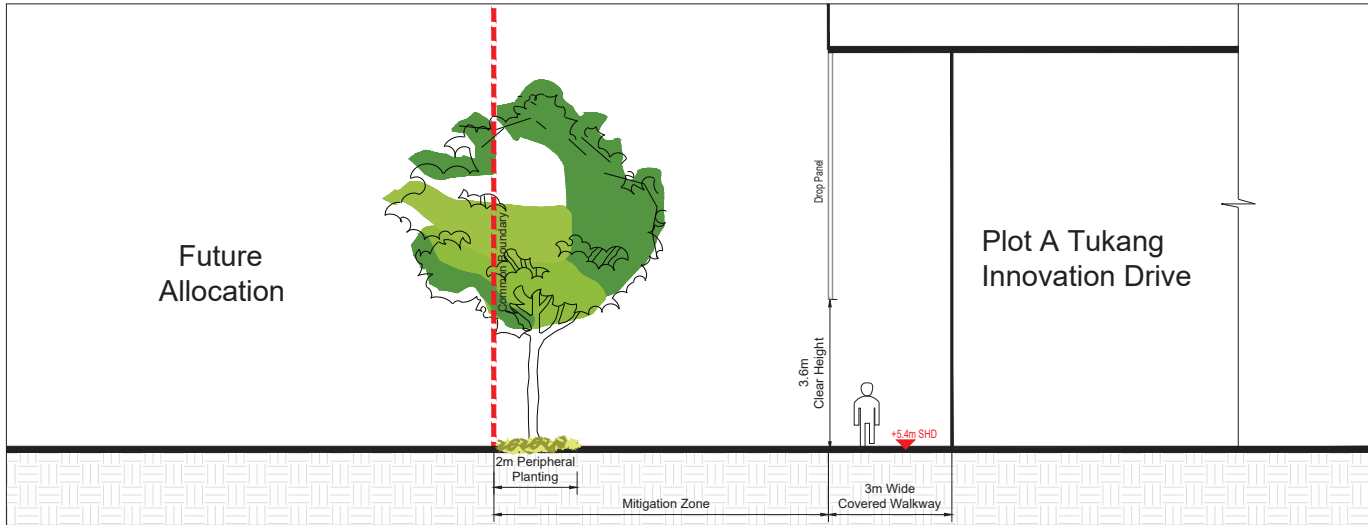 Future
Allocation
Common Boundary
Drop Panel
3.6m
Clear Height
Plot A Tukang
Innovation Drive
+5.4m SHD
2m Peripheral
Planting
Mitigation Zone
3m Wide
Covered Walkway